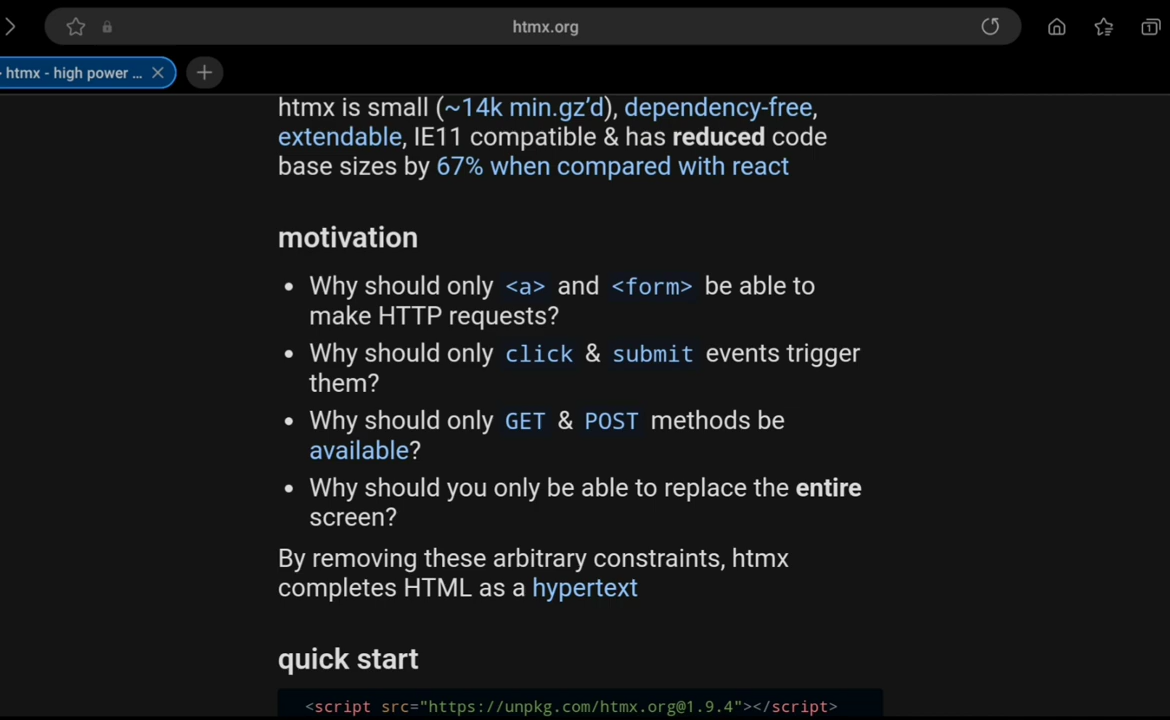 htmx.org
htmx - high power ...
htmx is small (~14k min.gz’d), dependency-free,
extendable, IE11 compatible & has reduced code
base sizes by 67% when compared with react
motivation
• Why should only <a> and <form> be able to
make HTTP requests?
• Why should only click & submit events trigger
them?
• Why should only GET & POST methods be
available?
• Why should you only be able to replace the entire
screen?
By removing these arbitrary constraints, htmx
completes HTML as a hypertext
quick start
<script src="https://unpkg.com/htmx.org@1.9.4"></script>